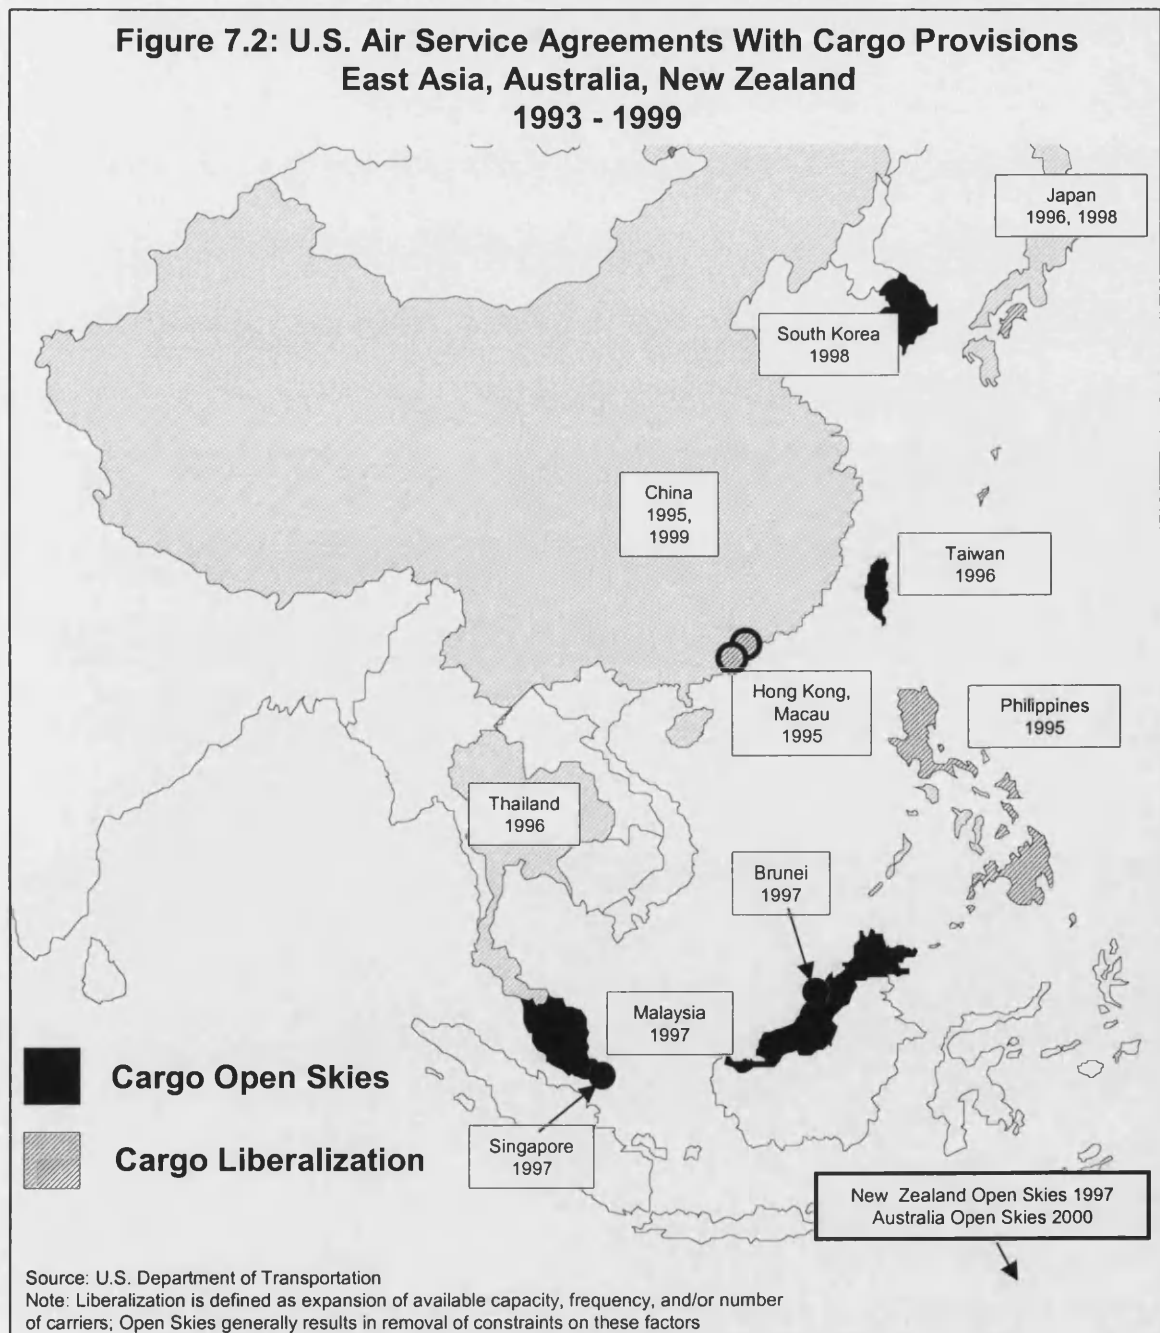 Figure 7.2: U.S. Air Service Agreements With Cargo Provisions
East Asia, Australia, New Zealand
1993 - 1999
Japan
1996, 1998
South Korea
1998
China
1995,
1999
Taiwan
1996
Hong Kong,
Macau
1995
Philippines
1995
Thailand
1996
Brunei
1997
Malaysia
1997
Cargo Open Skies
Cargo Liberalization
Singapore
1997
New Zealand Open Skies 1997
Australia Open Skies 2000
Source: U.S. Department of Transportation
Note: Liberalization is defined as expansion of available capacity, frequency, and/or number
of carriers; Open Skies generally results in removal of constraints on these factors